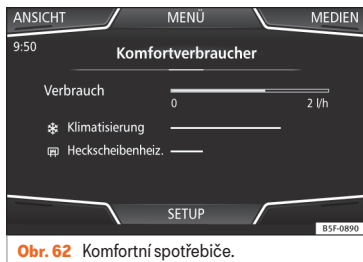 ANSICHT MENÜ MEDIEN
9:50 Komfortverbraucher
Verbrauch
0 2 l/h
Klimatisierung
Heckscheibenheiz.
SETUP
B5F-0890
Obr. 62 Komfortní spotřebiče.